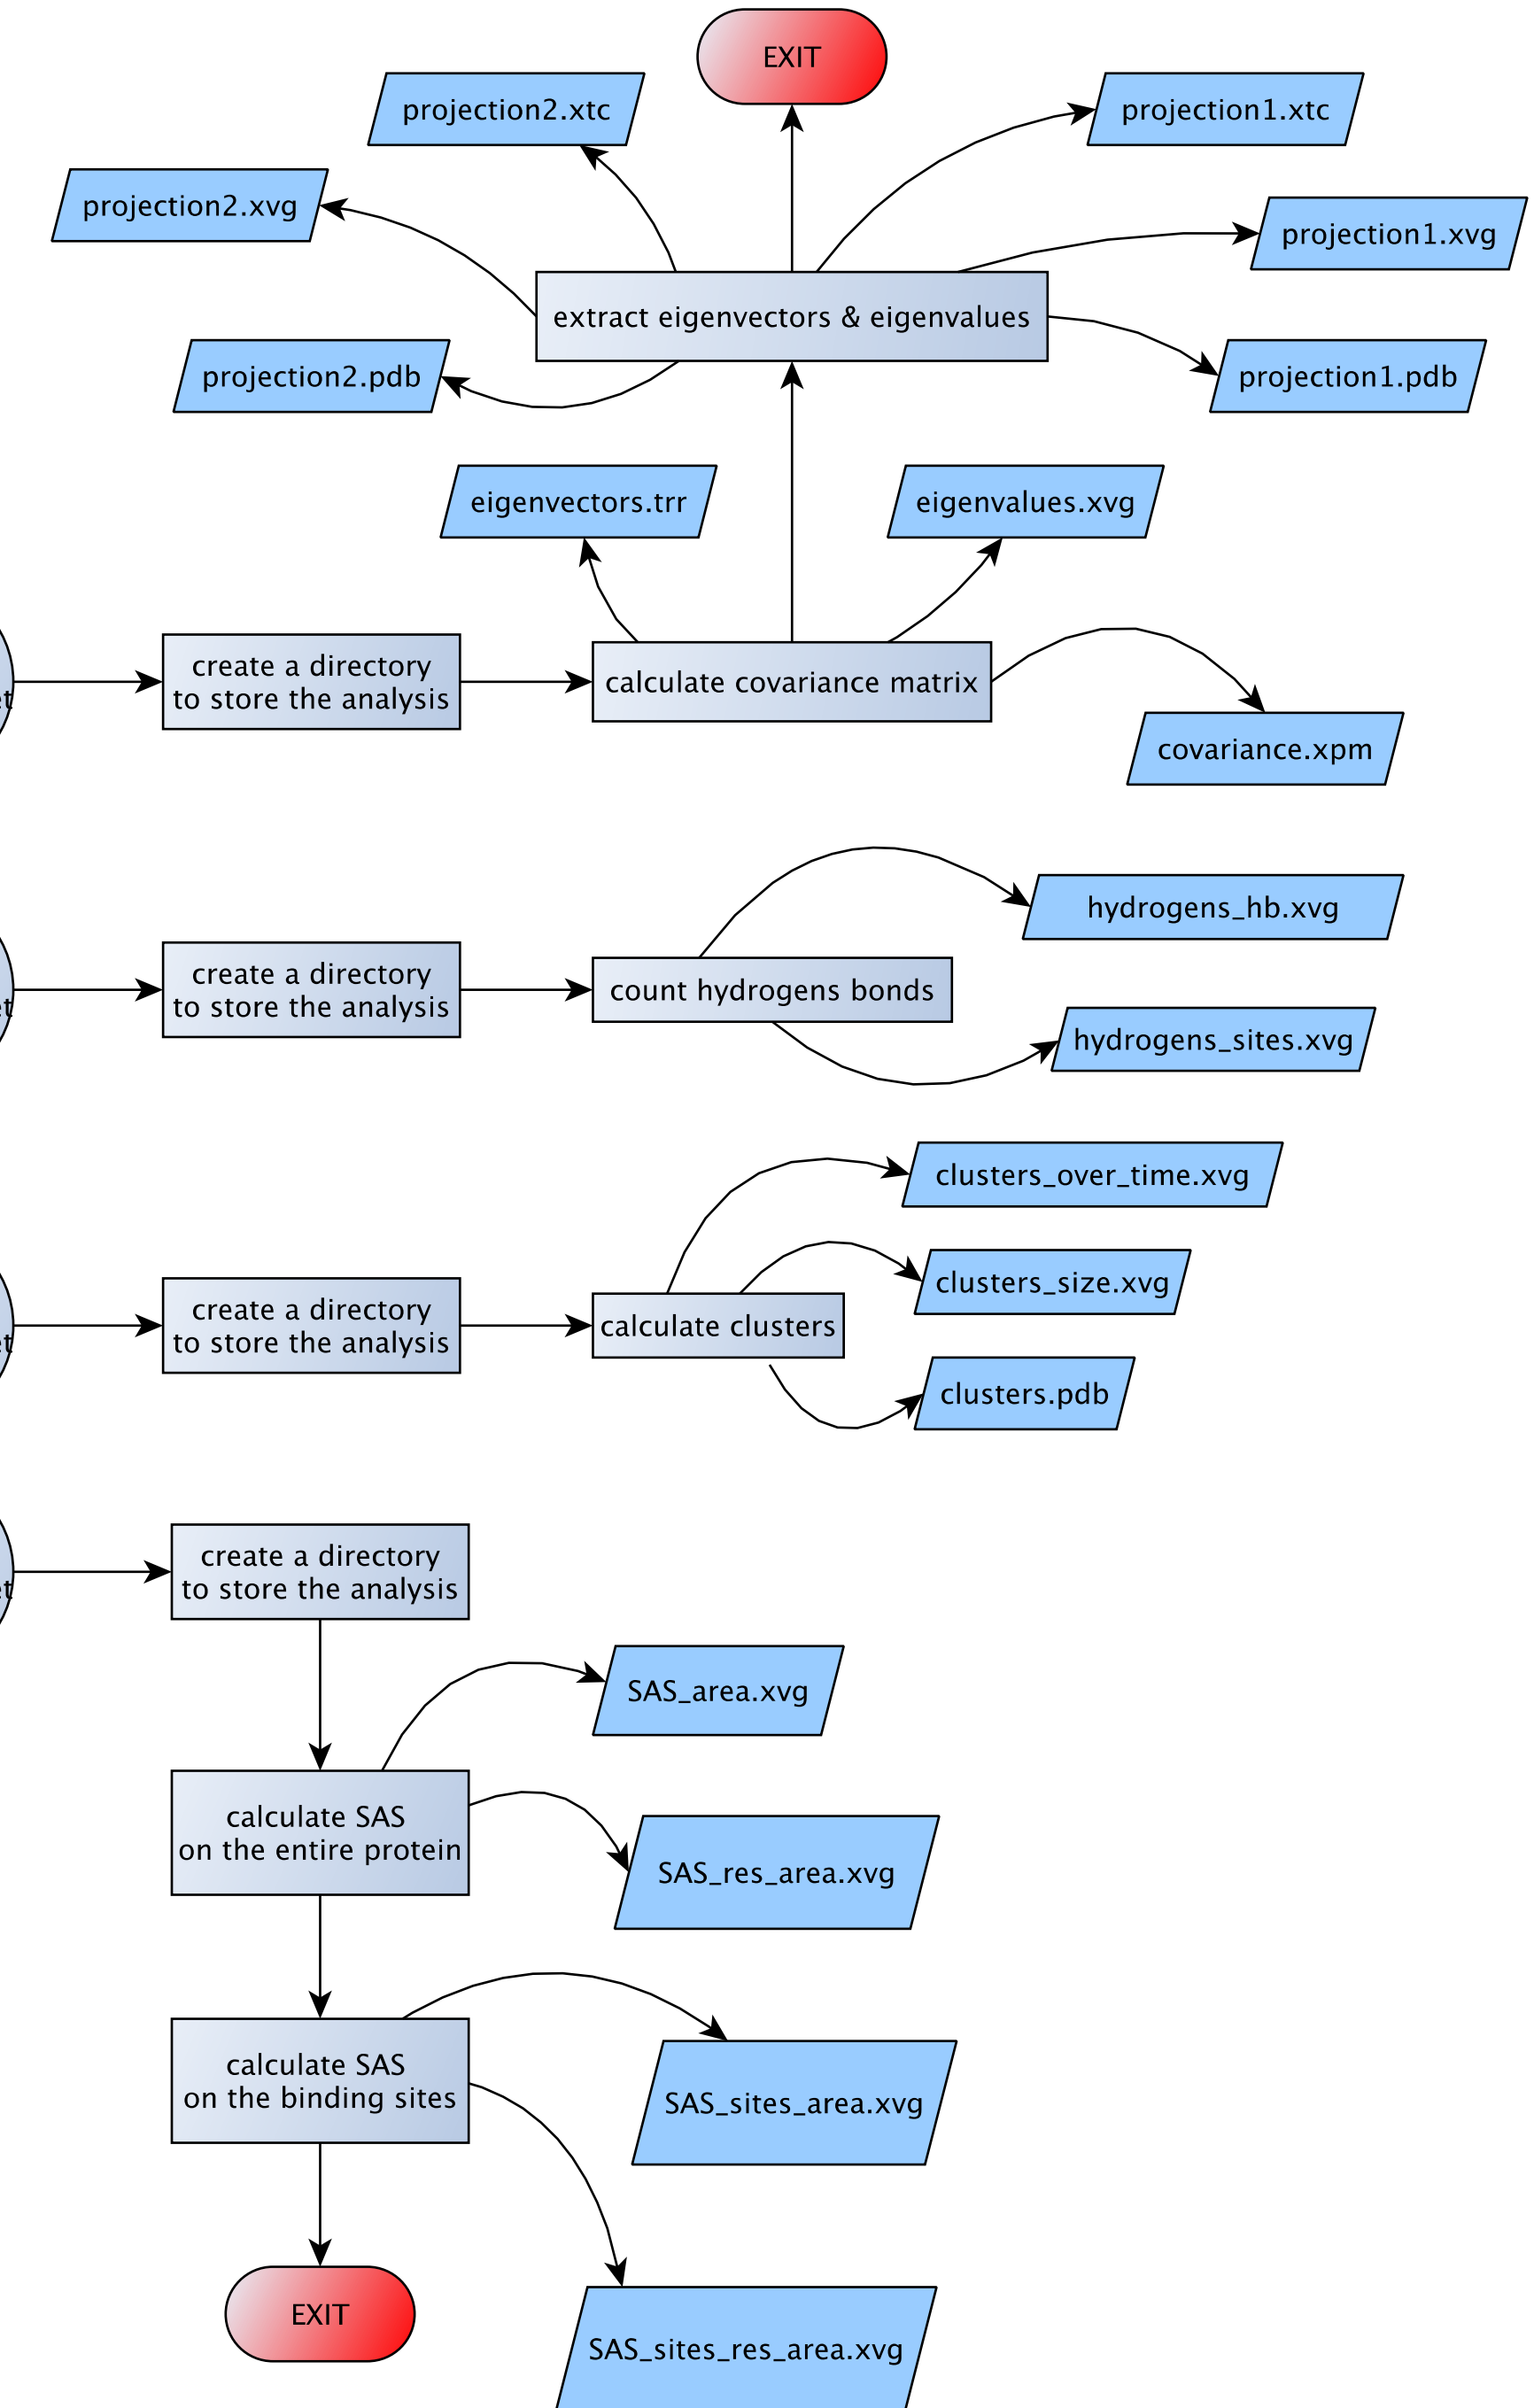 EXIT
projection2.xtc
projection1.xtc
projection2.xvg
projection1.xvg
extract eigenvectors & eigenvalues
projection2.pdb
projection1.pdb
eigenvectors.trr
eigenvalues.xvg
create a directory
to store the analysis
calculate covariance matrix
covariance.xpm
hydrogens_hb.xvg
create a directory
to store the analysis
count hydrogens bonds
hydrogens_sites.xvg
clusters_over_time.xvg
clusters_size.xvg
create a directory
to store the analysis
calculate clusters
clusters.pdb
create a directory
to store the analysis
SAS_area.xvg
calculate SAS
on the entire protein
SAS_res_area.xvg
calculate SAS
on the binding sites
SAS_sites_area.xvg
EXIT
SAS_sites_res_area.xvg